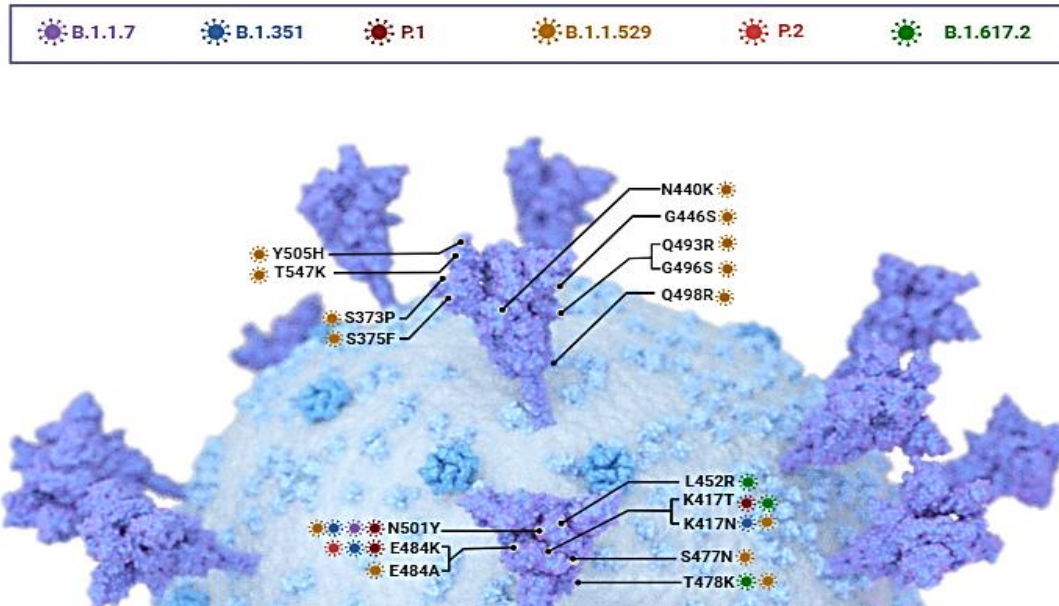 B.1.1.7 B.1.351 P.1 B.1.1.529 P.2 B.1.617.2
N440K
G446S
Q493R
G496S
Q498R
Y505H
T547K
S373P
S375F
L452R
K417T
K417N
S477N
T478K
N501Y
E484K
E484A